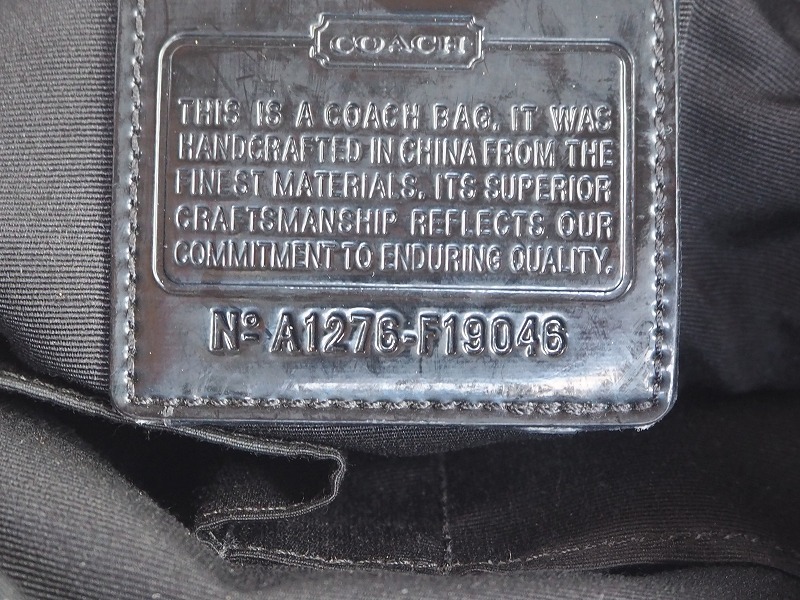 COACH
THIS IS A COACH BAG. IT WAS
HANDCRAFTED IN CHINA FROM THE
FINEST MATERIALS. ITS SUPERIOR
CRAFTSMANSHIP REFLECTS OUR
COMMITMENT TO ENDURING QUALITY.
Nº A1276-F19046